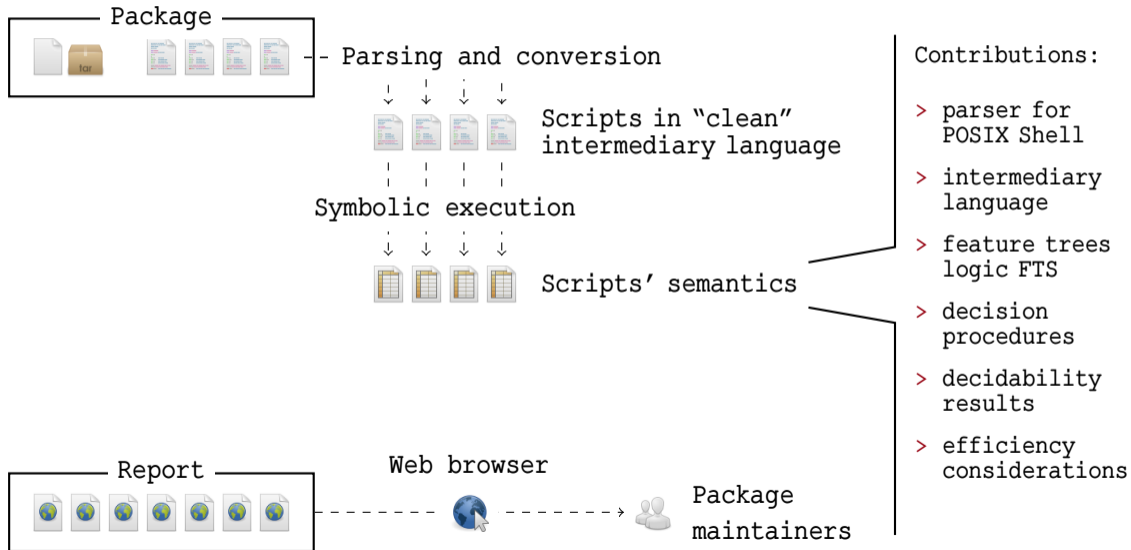 Package
tar
Parsing and conversion
Scripts in “clean”
intermediary language
Symbolic execution
Scripts’ semantics
Report
Web browser
Package
maintainers
Contributions:
> parser for
POSIX Shell
> intermediary
language
> feature trees
logic FTS
> decision
procedures
> decidability
results
> efficiency
considerations